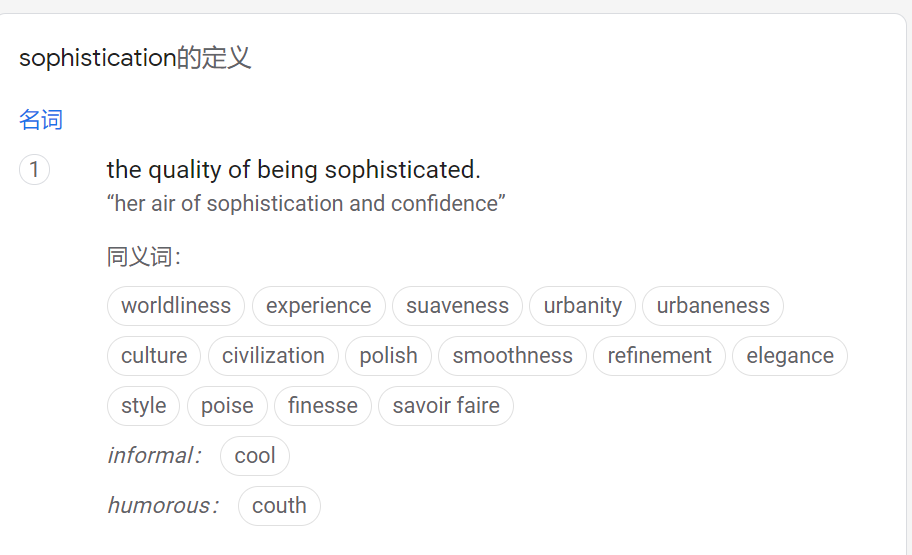 sophistication的定义
名词
1 the quality of being sophisticated.
“her air of sophistication and confidence”
同义词：
worldliness experience suaveness urbanity urbaneness
culture civilization polish smoothness refinement elegance
style poise finesse savoir faire
informal： cool
humorous： couth